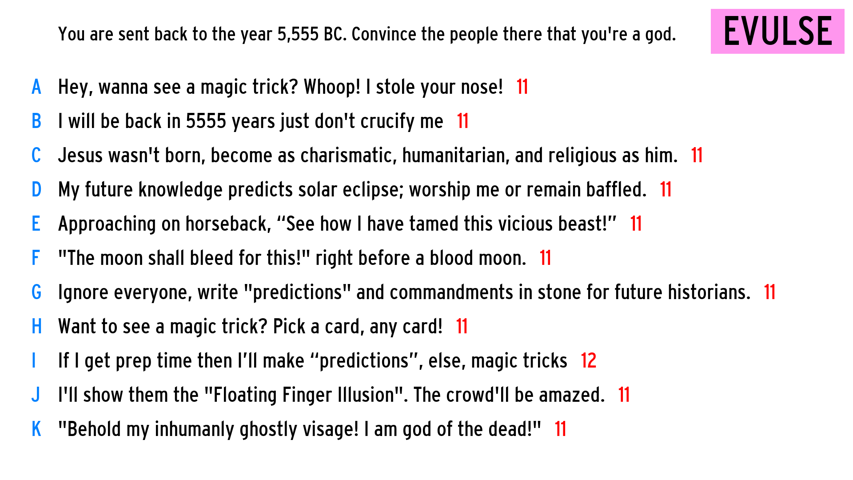 You are sent back to the year 5,555 BC. Convince the people there that you're a god.
EVULSE
A Hey, wanna see a magic trick? Whoop! I stole your nose! 11
B I will be back in 5555 years just don't crucify me 11
C Jesus wasn't born, become as charismatic, humanitarian, and religious as him. 11
D My future knowledge predicts solar eclipse; worship me or remain baffled. 11
E Approaching on horseback, “See how I have tamed this vicious beast!” 11
F "The moon shall bleed for this!" right before a blood moon. 11
G Ignore everyone, write "predictions" and commandments in stone for future historians. 11
H Want to see a magic trick? Pick a card, any card! 11
I If I get prep time then I’ll make “predictions”, else, magic tricks 12
J I'll show them the "Floating Finger Illusion". The crowd'll be amazed. 11
K "Behold my inhumanly ghostly visage! I am god of the dead!" 11